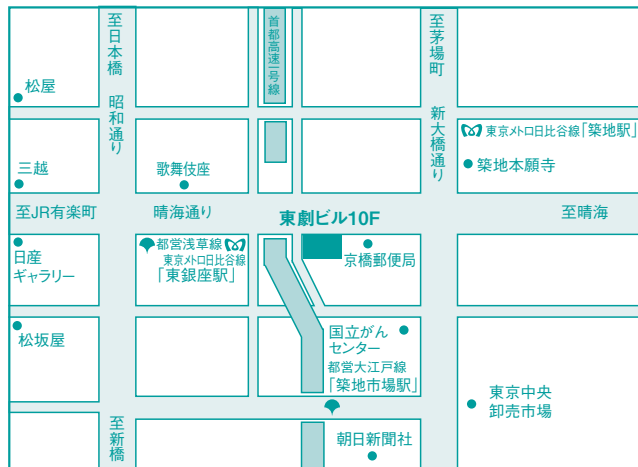 至日本橋
昭和通り
首都高速一号線
至茅場町
新大橋通り
松屋
東京メトロ日比谷線「築地駅」
三越
歌舞伎座
築地本願寺
至JR有楽町
晴海通り
東劇ビル10F
至晴海
日産
ギャラリー
都営浅草線
東京メトロ日比谷線
「東銀座駅」
京橋郵便局
松坂屋
国立がん
センター
都営大江戸線
「築地市場駅」
東京中央
卸売市場
至新橋
朝日新聞社